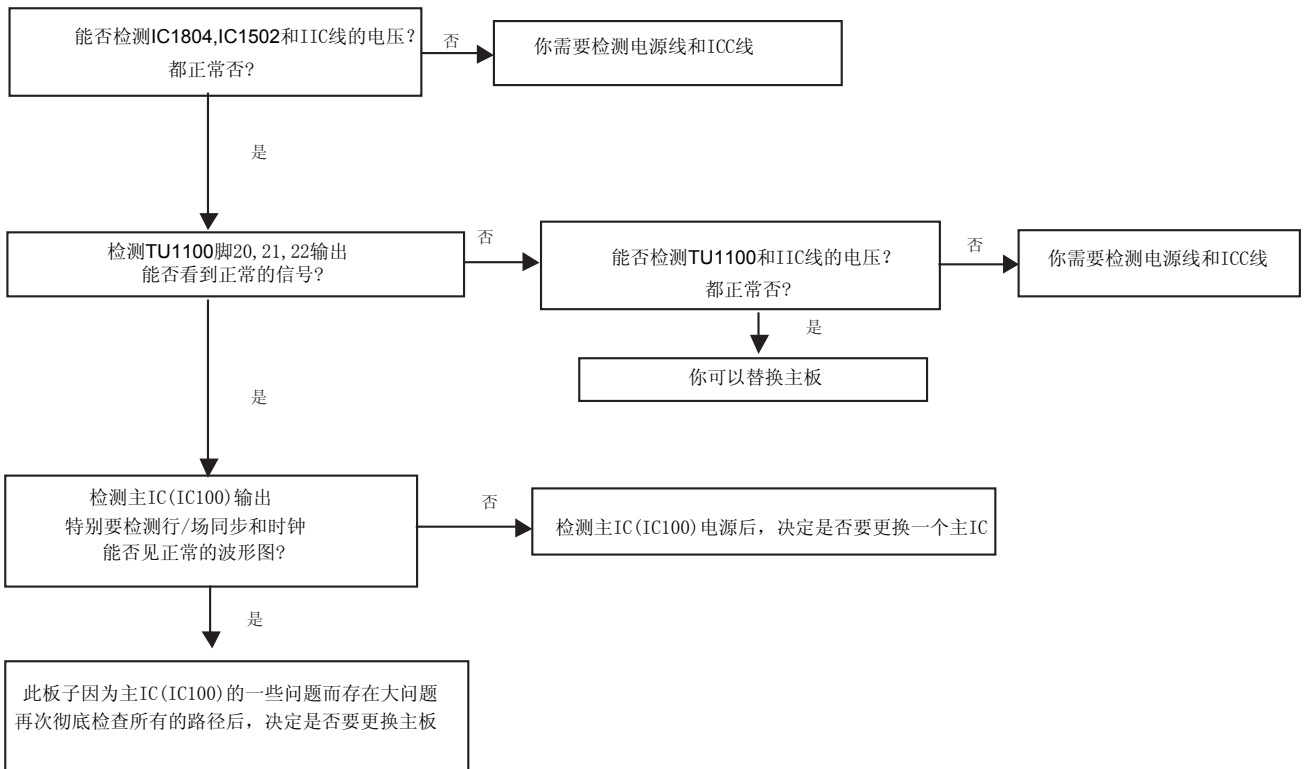 能否检测IC1804,IC1502和IIC线的电压?
都正常否?
否
你需要检测电源线和ICC线
是
检测TU1100脚20,21,22输出
能否看到正常的信号?
否
能否检测TU1100和IIC线的电压?
都正常否?
否
你需要检测电源线和ICC线
是
你可以替换主板
是
检测主IC(IC100)输出
特别要检测行/场同步和时钟
能否见正常的波形图?
否
检测主IC(IC100)电源后，决定是否要更换一个主IC
是
此板子因为主IC(IC100)的一些问题而存在大问题
再次彻底检查所有的路径后，决定是否要更换主板